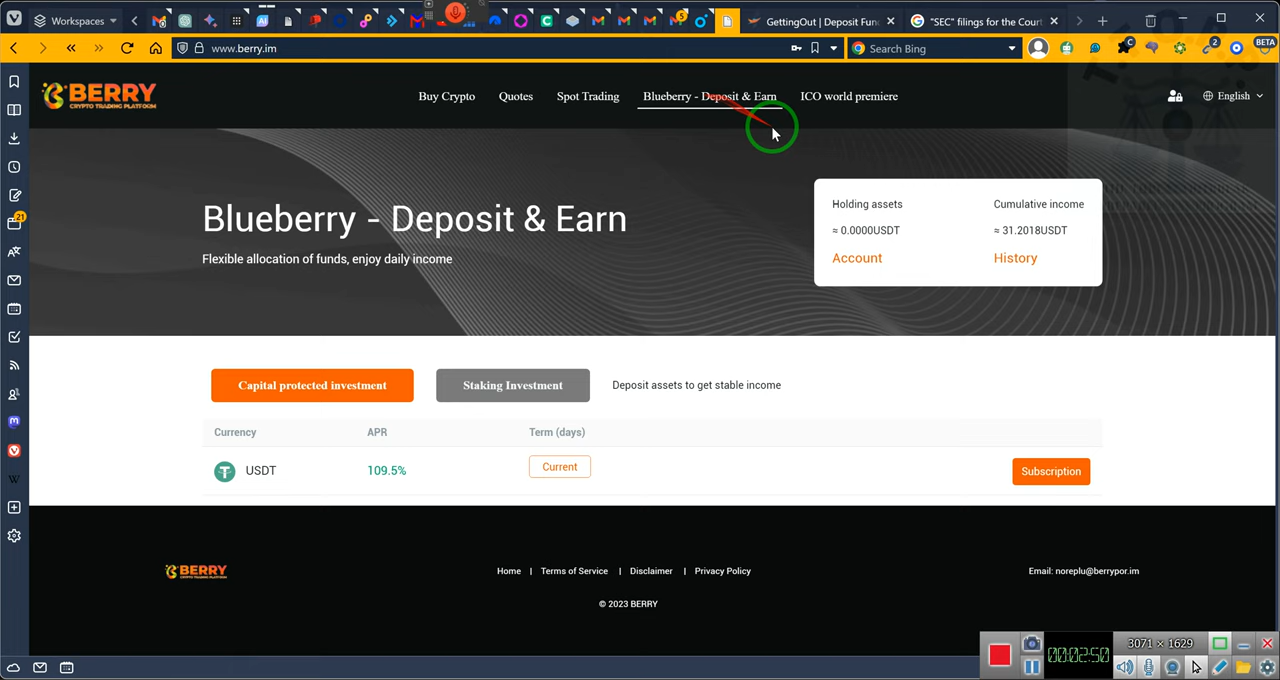 Workspaces
5
GettingOut | Deposit Fun
"SEC" filings for the Court
www.berry.im
Search Bing
C
2
BETA
BERRY
CRYPTO TRADING PLATFORM
Buy Crypto
Quotes
Spot Trading
Blueberry - Deposit & Earn
ICO world premiere
English
21
Blueberry - Deposit & Earn
Flexible allocation of funds, enjoy daily income
Holding assets
Cumulative income
≈ 0.0000USDT
≈ 31.2018USDT
Account
History
Capital protected investment
Staking Investment
Deposit assets to get stable income
Currency
APR
Term (days)
USDT
109.5%
Current
Subscription
BERRY
Home | Terms of Service | Disclaimer | Privacy Policy
Email: noreplu@berrypor.im
© 2023 BERRY
3071 × 1629
00:02:50